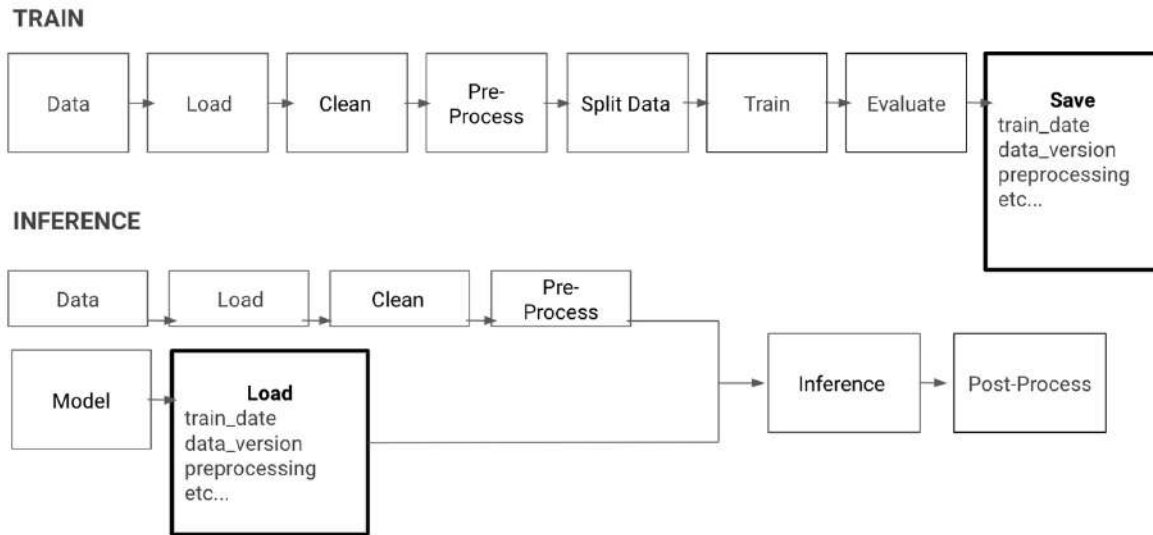 TRAIN
Data
Load
Clean
Pre-
Process
Split Data
Train
Evaluate
Save
train_date
data_version
preprocessing
etc...
INFERENCE
Data
Load
Clean
Pre-
Process
Model
Load
train_date
data_version
preprocessing
etc...
Inference
Post-Process